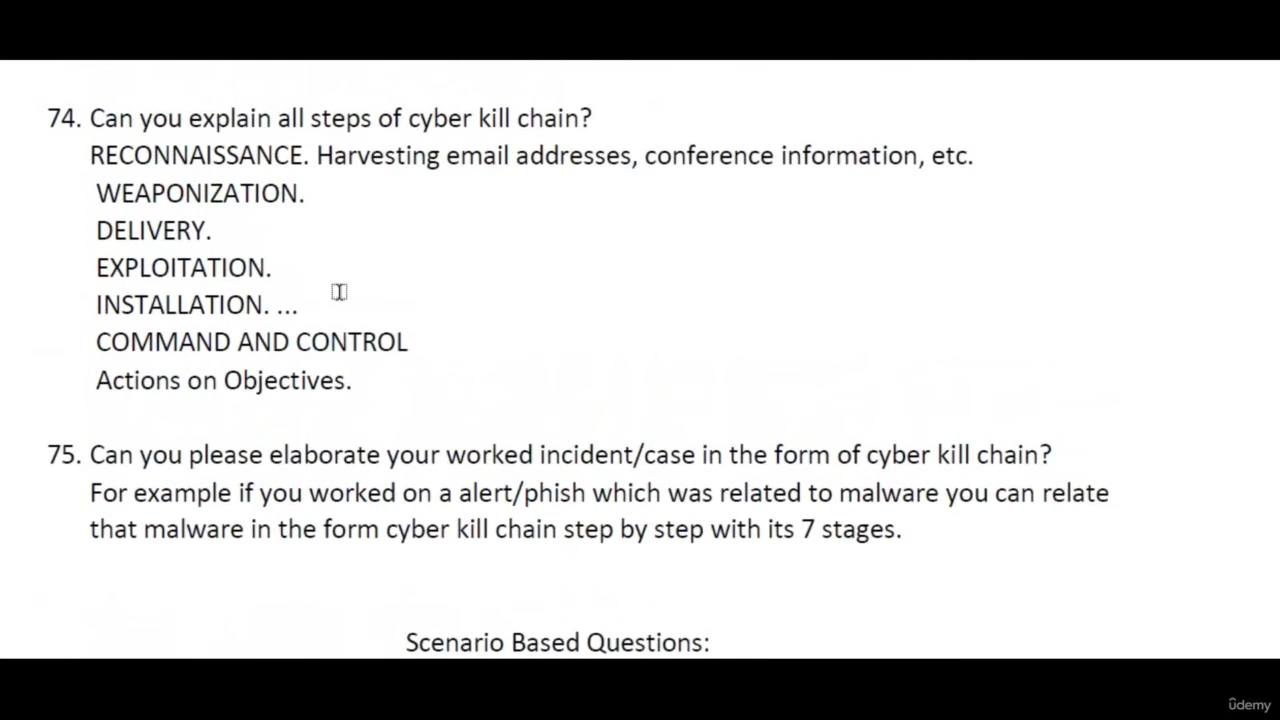 74. Can you explain all steps of cyber kill chain?
RECONNAISSANCE. Harvesting email addresses, conference information, etc.
WEAPONIZATION.
DELIVERY.
EXPLOITATION.
INSTALLATION. ...
COMMAND AND CONTROL
Actions on Objectives.
75. Can you please elaborate your worked incident/case in the form of cyber kill chain?
For example if you worked on a alert/phish which was related to malware you can relate
that malware in the form cyber kill chain step by step with its 7 stages.
Scenario Based Questions:
ûdemy